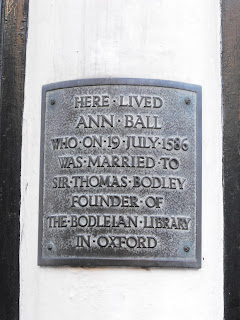 HERE · LIVED
ANN · BALL
WHO · ON · 19 · JULY · 1586
WAS · MARRIED · TO
SIR · THOMAS · BODLEY
FOUNDER · OF
THE · BODLEIAN · LIBRARY
IN · OXFORD